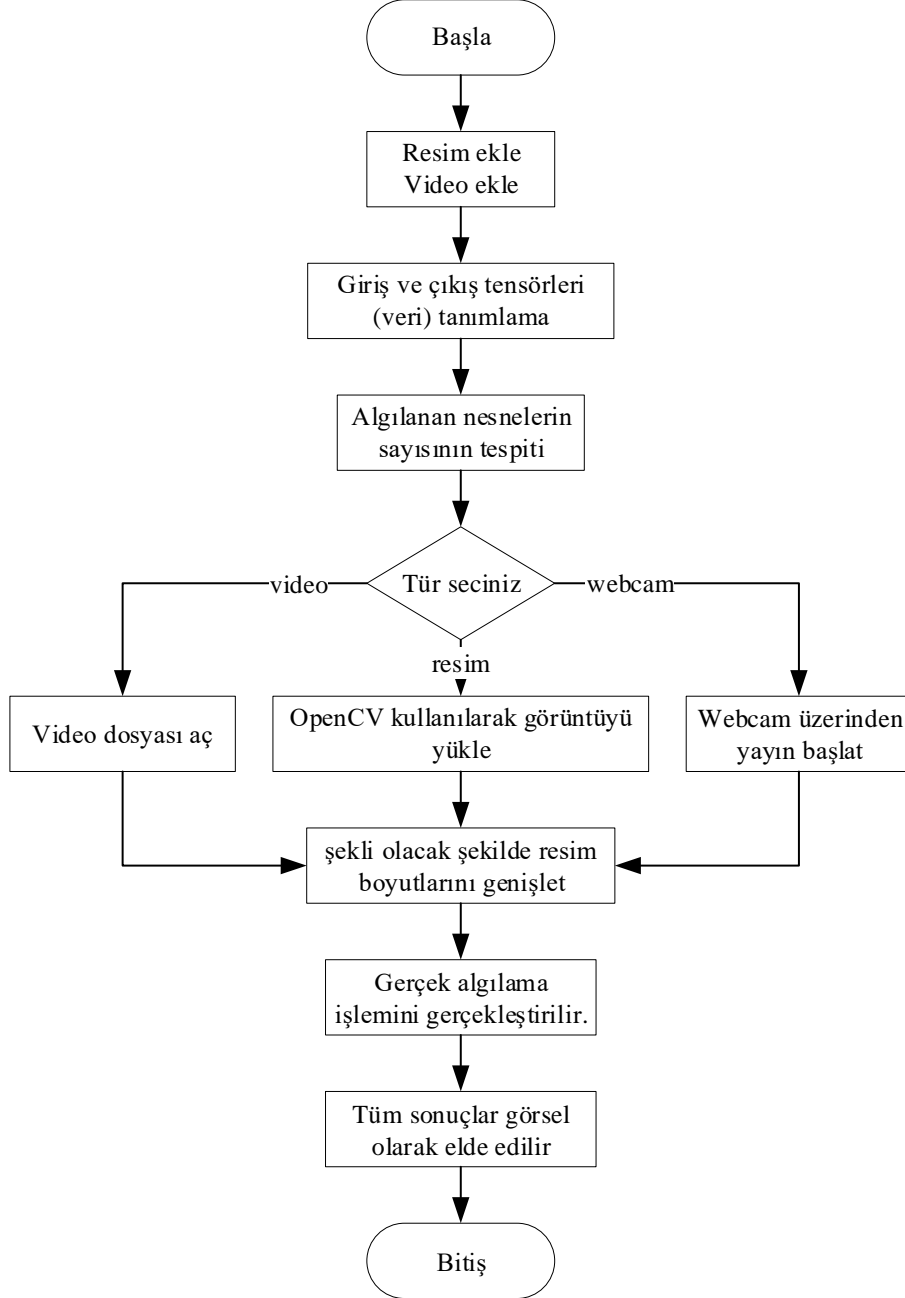 Başla
Resim ekle
Video ekle
Giriş ve çıkış tensörleri
(veri) tanımlama
Algılanan nesnelerin
sayısının tespiti
video
Tür seciniz
webcam
resim
Video dosyası aç
OpenCV kullanılarak görüntüyü
yükle
Webcam üzerinden
yayın başlat
şekli olacak şekilde resim
boyutlarını genişlet
Gerçek algılama
işlemini gerçekleştirilir.
Tüm sonuçlar görsel
olarak elde edilir
Bitiş